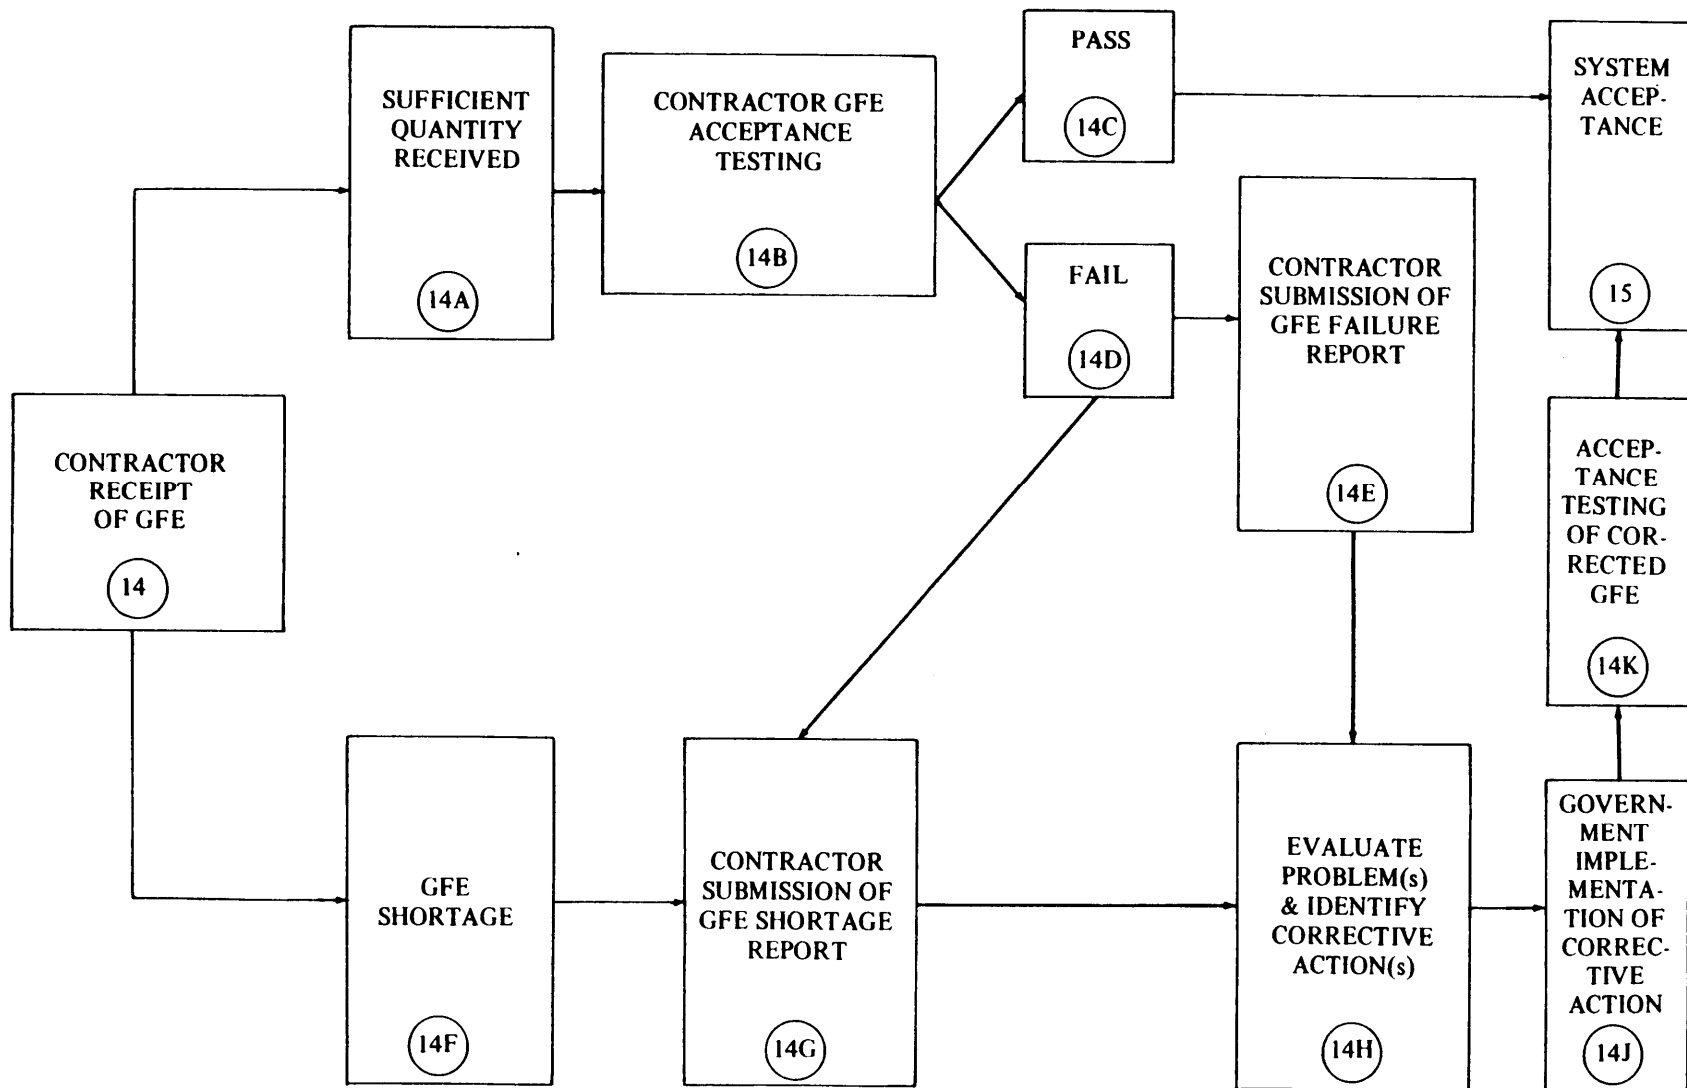 CONTRACTOR
RECEIPT
OF GFE
14
SUFFICIENT
QUANTITY
RECEIVED
14A
CONTRACTOR GFE
ACCEPTANCE
TESTING
14B
PASS
14C
FAIL
14D
CONTRACTOR
SUBMISSION OF
GFE FAILURE
REPORT
14E
SYSTEM
ACCEP-
TANCE
15
ACCEP-
TANCE
TESTING
OF COR-
RECTED
GFE
14K
GFE
SHORTAGE
14F
CONTRACTOR
SUBMISSION OF
GFE SHORTAGE
REPORT
14G
EVALUATE
PROBLEM(s)
& IDENTIFY
CORRECTIVE
ACTION(s)
14H
GOVERN-
MENT
IMPLE-
MENTA-
TION OF
CORREC-
TIVE
ACTION
14J